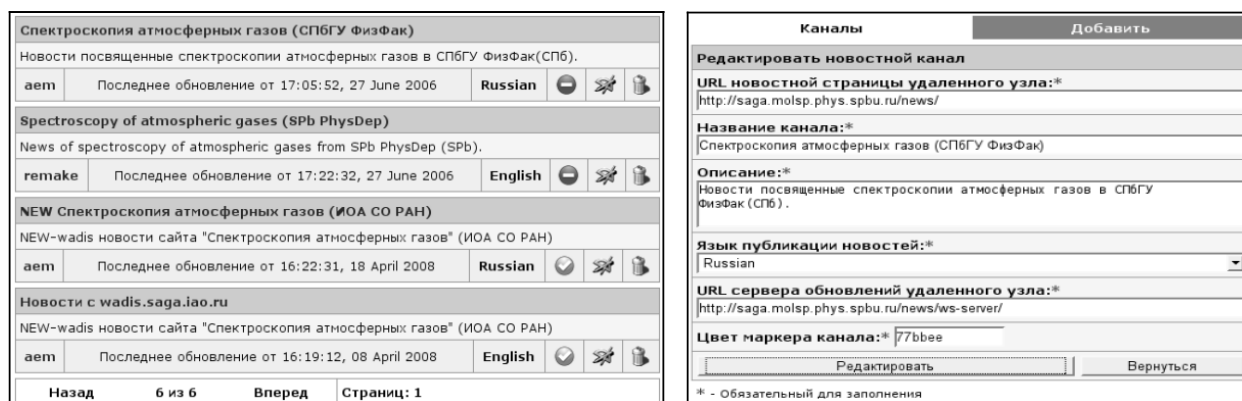 Спектроскопия атмосферных газов (СПбГУ ФизФак)
Новости посвященные спектроскопии атмосферных газов в СПбГУ ФизФак(СПб).
aem Последнее обновление от 17:05:52, 27 June 2006 Russian
Spectroscopy of atmospheric gases (SPb PhysDep)
News of spectroscopy of atmospheric gases from SPb PhysDep (SPb).
remake Последнее обновление от 17:22:32, 27 June 2006 English
NEW Спектроскопия атмосферных газов (ИОА СО РАН)
NEW-wadis новости сайта "Спектроскопия атмосферных газов" (ИОА СО РАН)
aem Последнее обновление от 16:22:31, 18 April 2008 Russian
Новости с wadis.saga.iao.ru
NEW-wadis новости сайта "Спектроскопия атмосферных газов" (ИОА СО РАН)
aem Последнее обновление от 16:19:12, 08 April 2008 English
Назад 6 из 6 Вперед Страниц: 1
Каналы Добавить
Редактировать новостной канал
URL новостной страницы удаленного узла:*
http://saga.molsp.phys.spbu.ru/news/
Название канала:*
Спектроскопия атмосферных газов (СПбГУ ФизФак)
Описание:*
Новости посвященные спектроскопии атмосферных газов в СПбГУ
ФизФак(СПб).
Язык публикации новостей:*
Russian
URL сервера обновлений удаленного узла:*
http://saga.molsp.phys.spbu.ru/news/ws-server/
Цвет маркера канала:* 77bbee
Редактировать Вернуться
* - Обязательный для заполнения